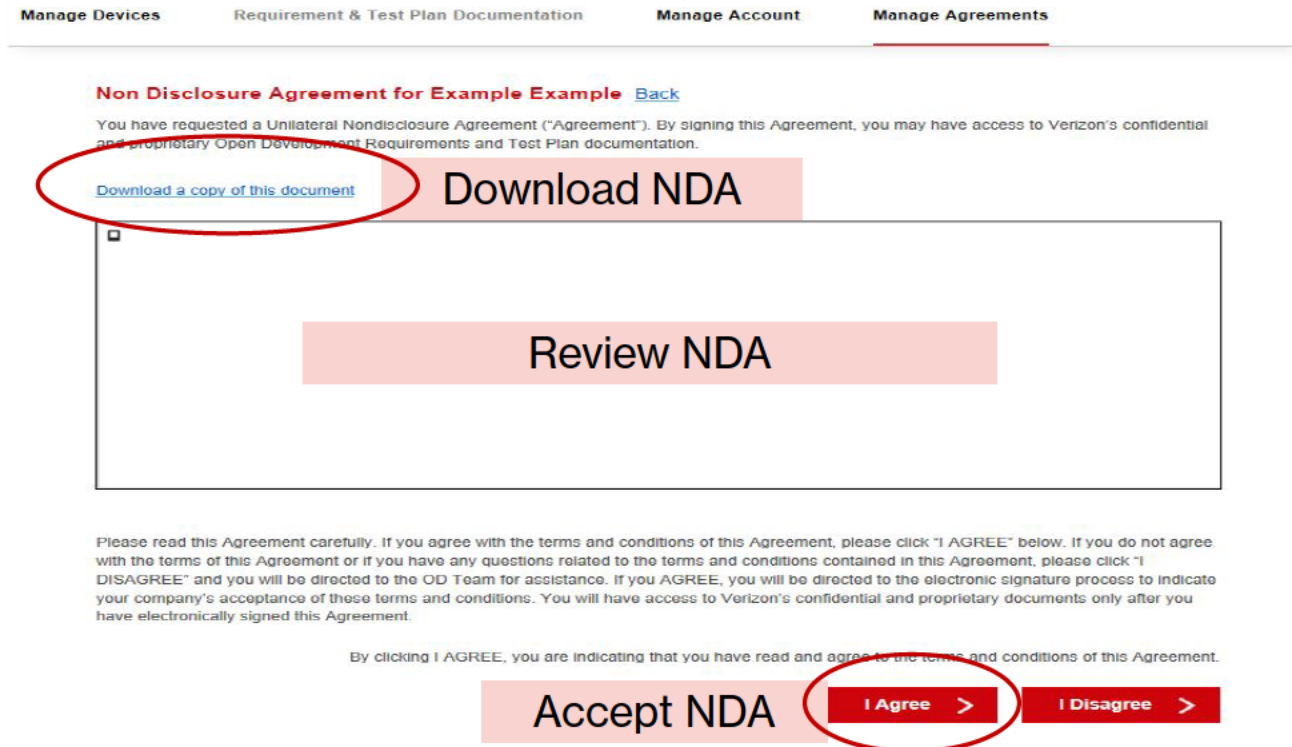 Manage Devices Requirement & Test Plan Documentation Manage Account Manage Agreements
Non Disclosure Agreement for Example Example Back
You have requested a Unilateral Nondisclosure Agreement (“Agreement”). By signing this Agreement, you may have access to Verizon's confidential
and proprietary Open Development Requirements and Test Plan documentation.
Download a copy of this document
Download NDA
Review NDA
Please read this Agreement carefully. If you agree with the terms and conditions of this Agreement, please click “I AGREE” below. If you do not agree
with the terms of this Agreement or if you have any questions related to the terms and conditions contained in this Agreement, please click “I
DISAGREE” and you will be directed to the OD Team for assistance. If you AGREE, you will be directed to the electronic signature process to indicate
your company's acceptance of these terms and conditions. You will have access to Verizon's confidential and proprietary documents only after you
have electronically signed this Agreement.
By clicking I AGREE, you are indicating that you have read and agree to the terms and conditions of this Agreement.
Accept NDA
I Agree > I Disagree >